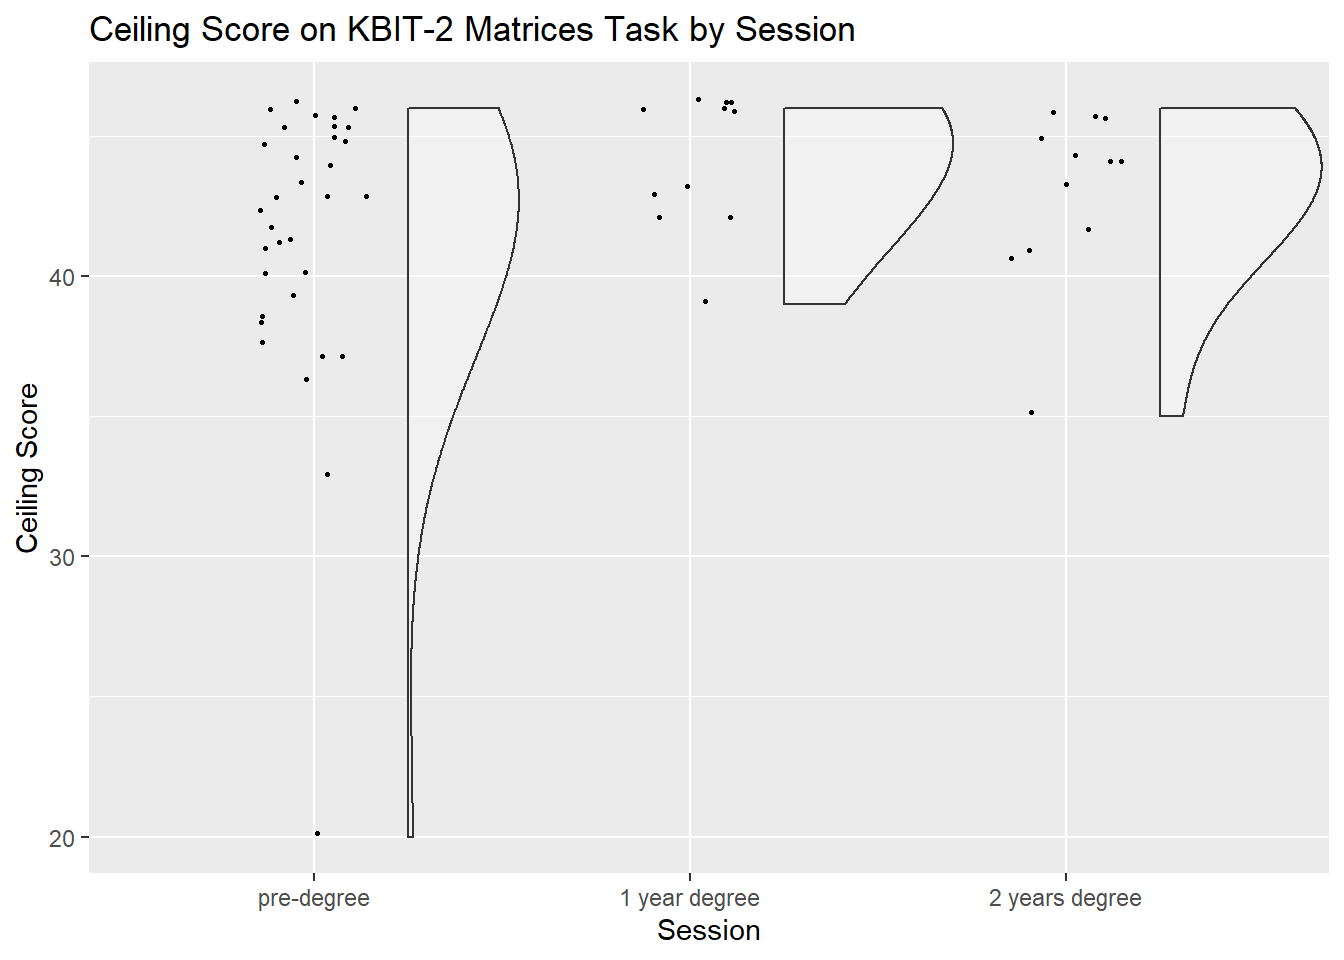 Ceiling Score on KBIT-2 Matrices Task by Session
Ceiling Score
40
30
20
pre-degree
1 year degree
2 years degree
Session